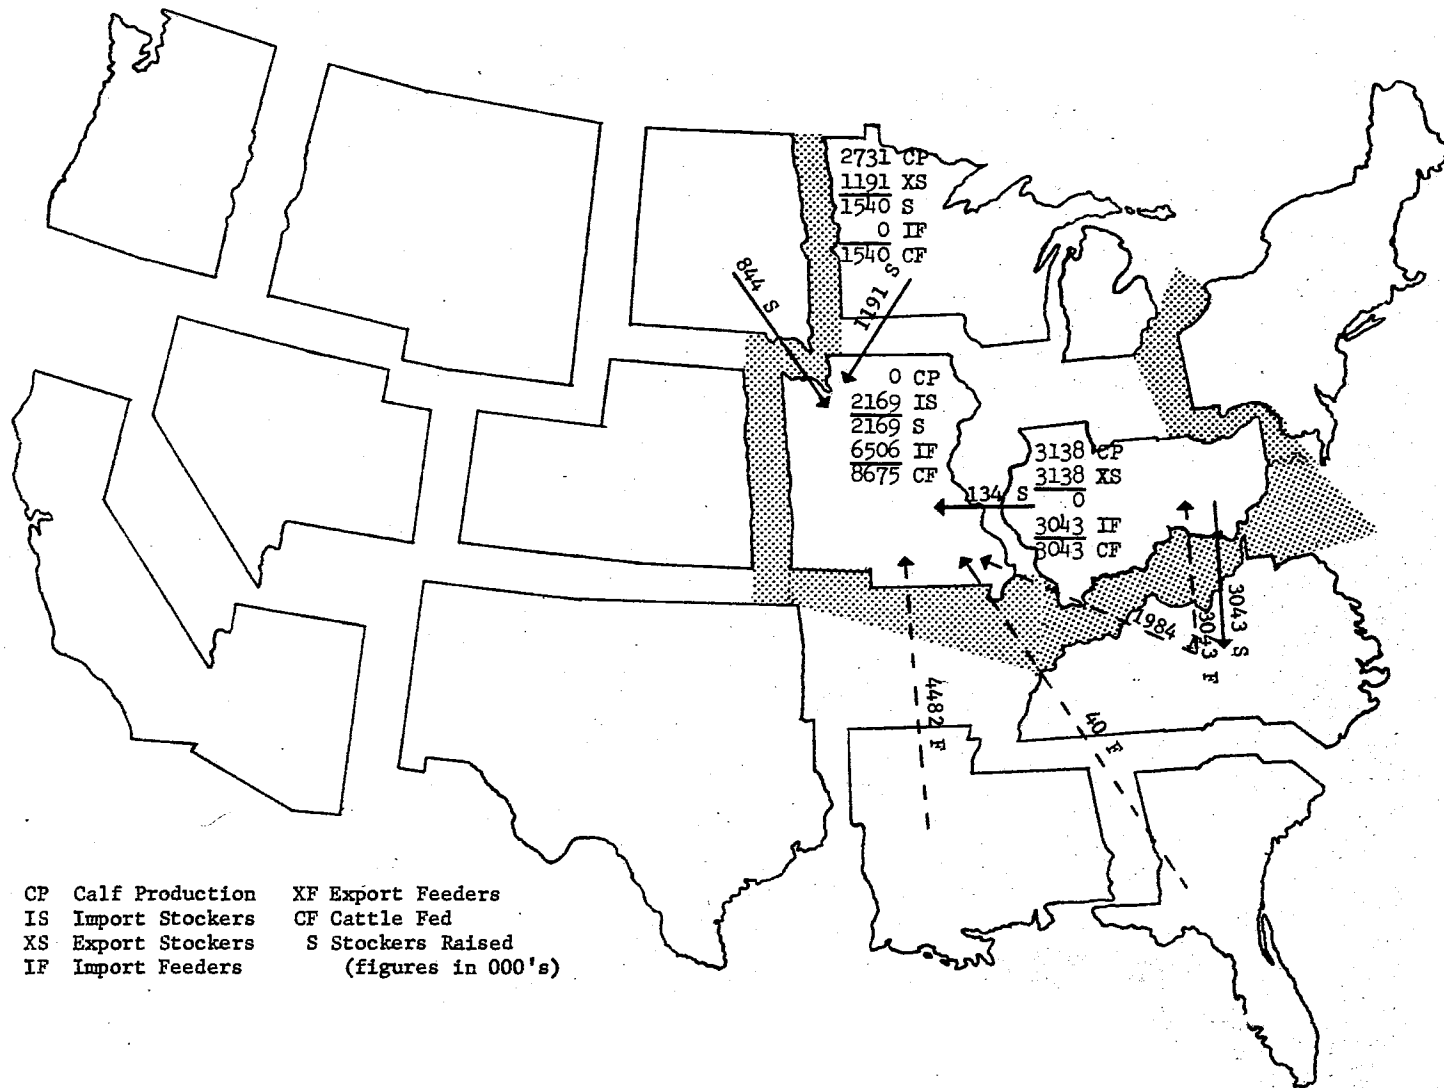 2731 CP
1191 XS
1540 S
0 IF
1540 CF
844 S
1191 S
0 CP
2169 IS
2169 S
6506 IF
8675 CF
3138 CP
3138 XS
0
3043 IF
3043 CF
134 S
1984
3043 F
3043 S
4482 F
40 F
CP Calf Production XF Export Feeders
IS Import Stockers CF Cattle Fed
XS Export Stockers S Stockers Raised
IF Import Feeders (figures in 000's)